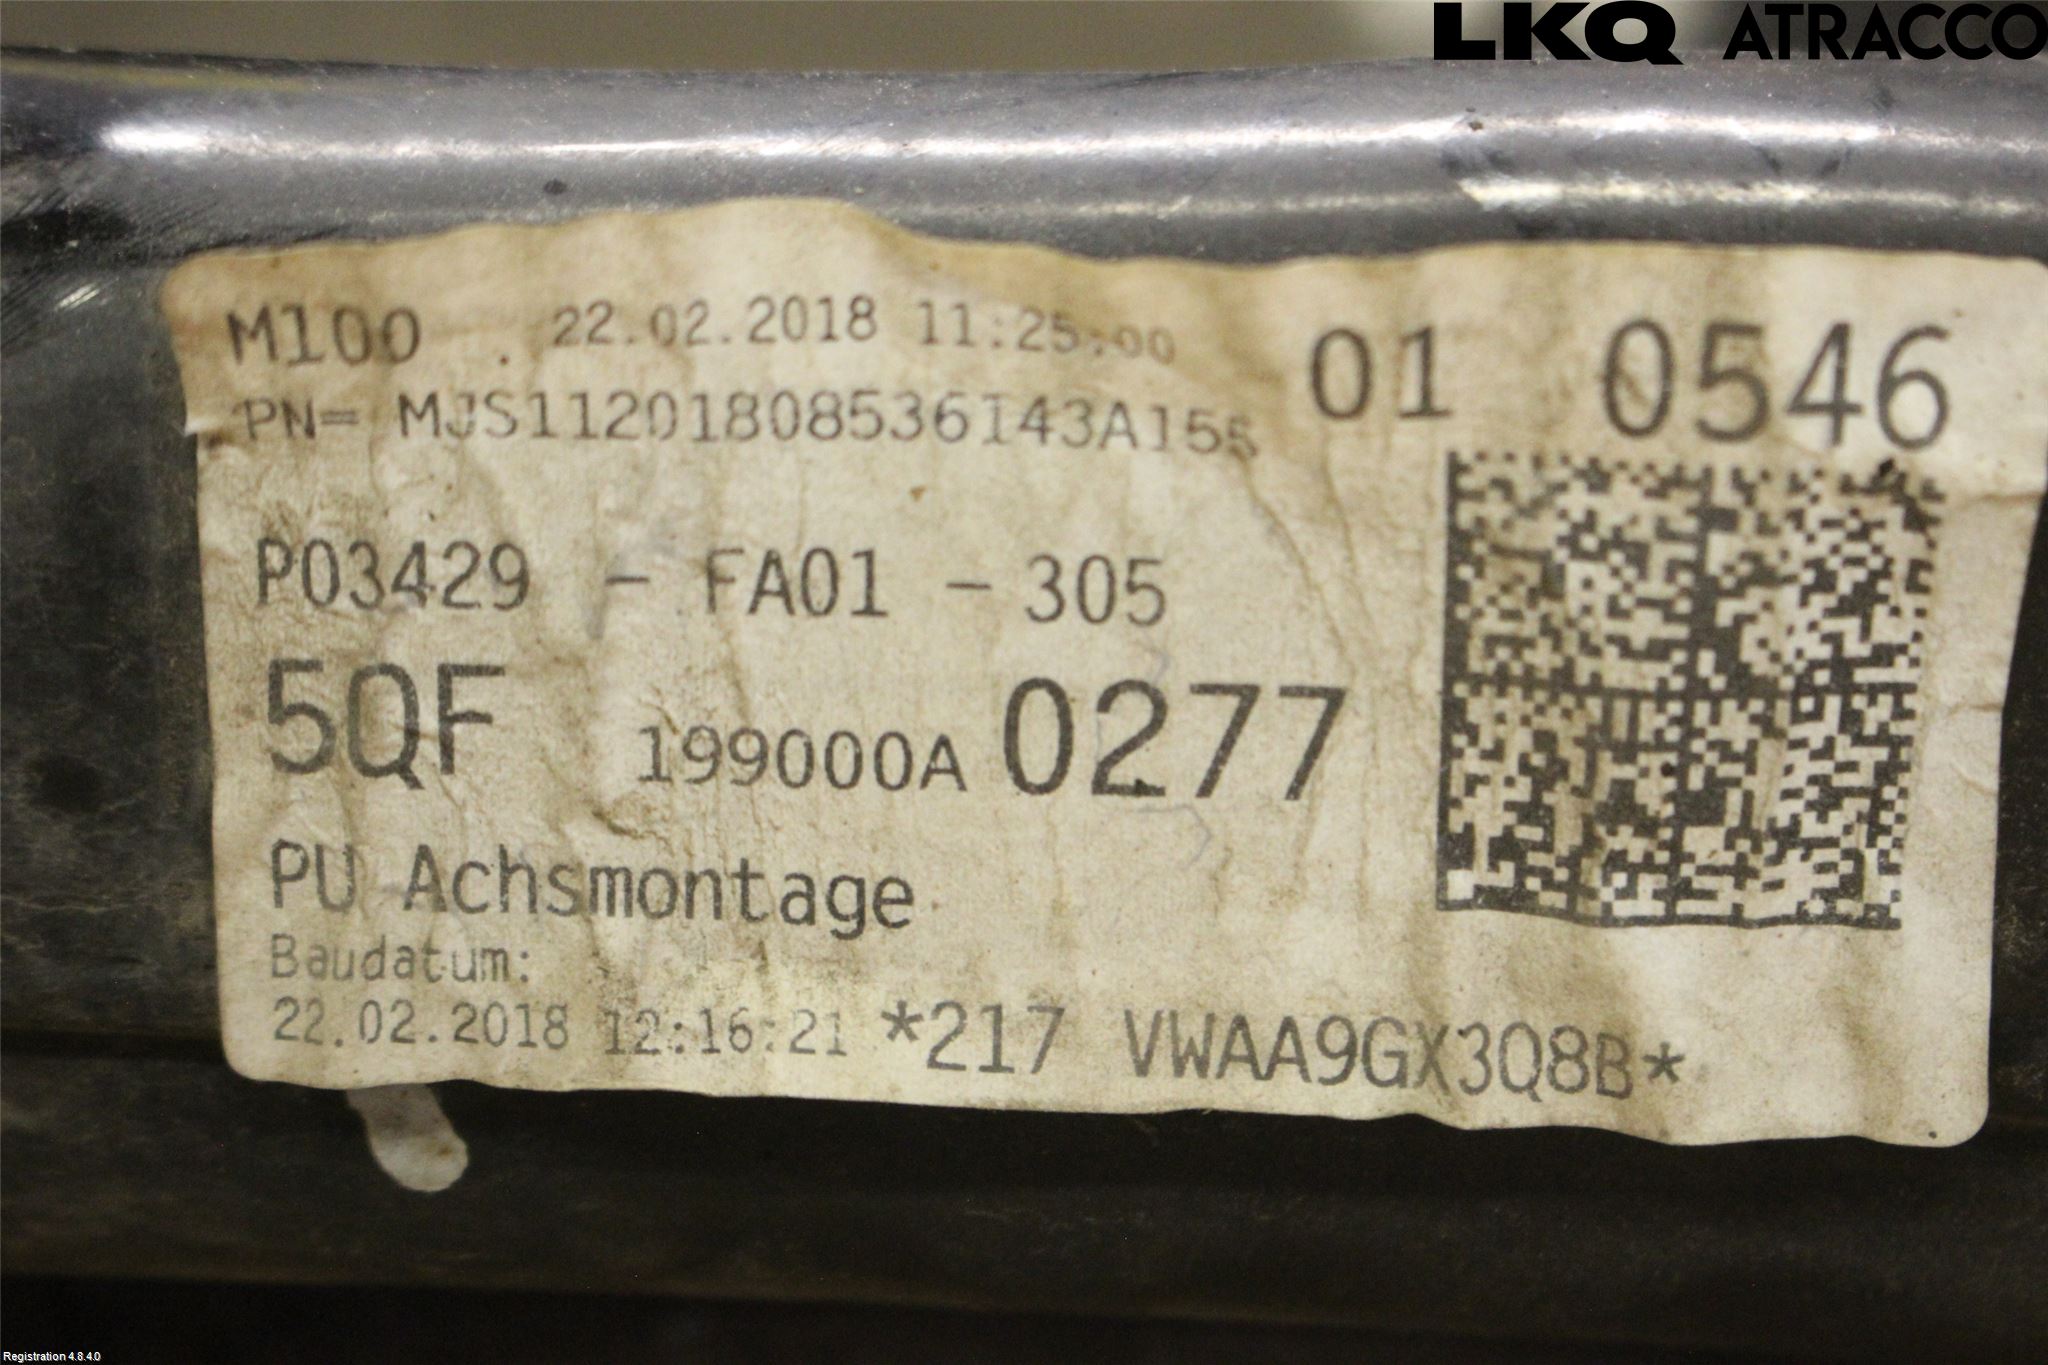 LKQ ATRACCO
M100 22.02.2018 11:25:00 01 0546
PN= MJS11201808536143A155
P03429 - FA01 - 305
5QF 199000A 0277
PU Achsmontage
Baudatum:
22.02.2018 12:16:21 *217 VWAA9GX3Q8B*
Registration 4.8.4.0